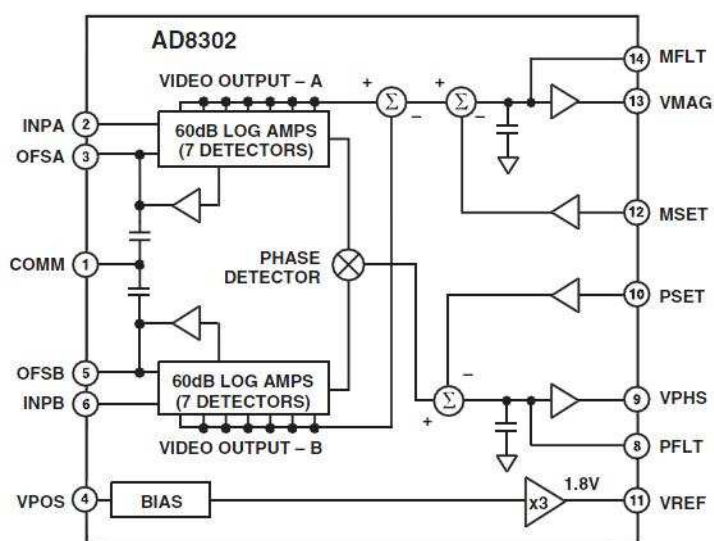 AD8302
VIDEO OUTPUT – A
60dB LOG AMPS
(7 DETECTORS)
INPA 2
OFSA 3
COMM 1
OFSB 5
INPB 6
VPOS 4
PHASE
DETECTOR
60dB LOG AMPS
(7 DETECTORS)
VIDEO OUTPUT – B
BIAS
+ Σ –
+ Σ –
– Σ +
x3
1.8V
14 MFLT
13 VMAG
12 MSET
10 PSET
9 VPHS
8 PFLT
11 VREF